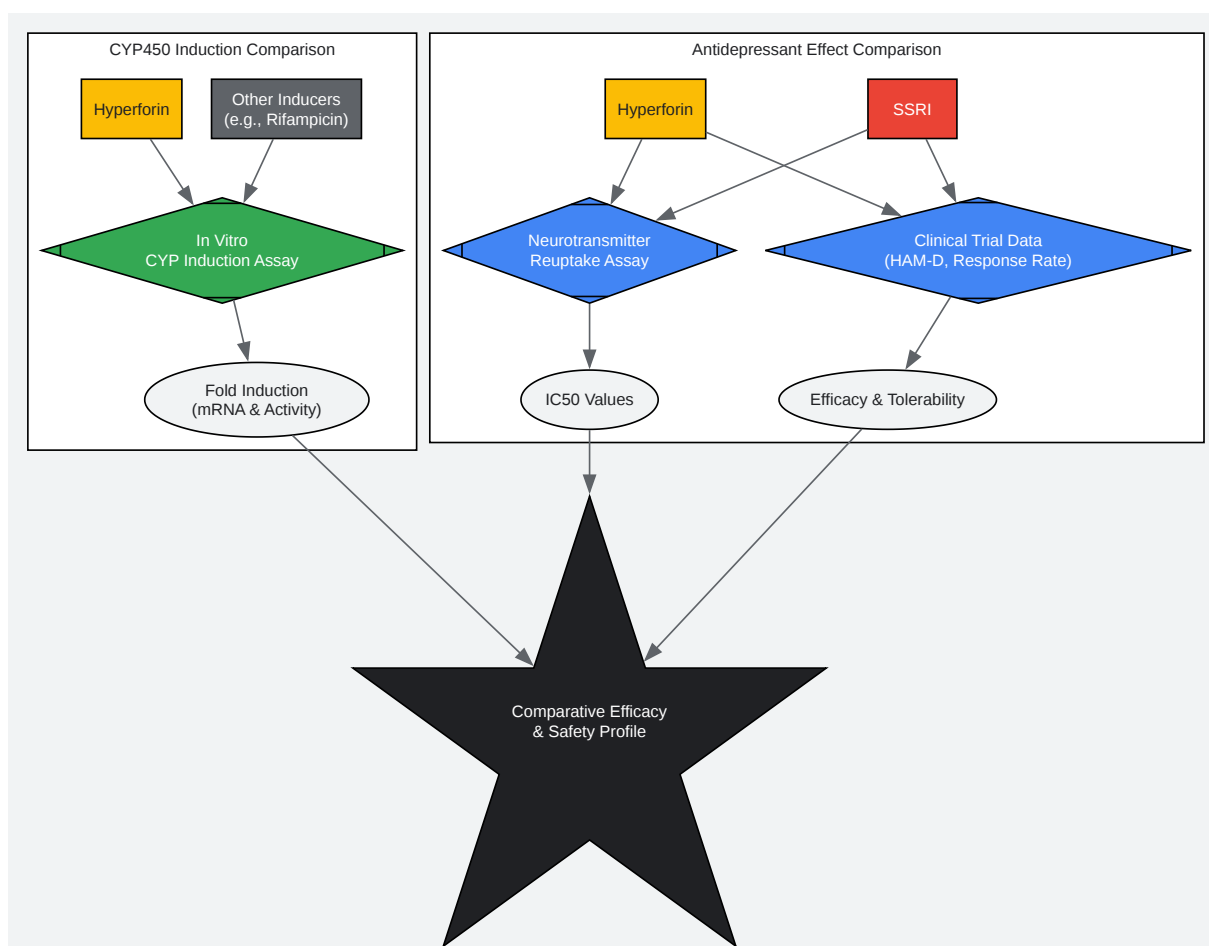 CYP450 Induction Comparison
Hyperforin
Other Inducers
(e.g., Rifampicin)
In Vitro
CYP Induction Assay
Fold Induction
(mRNA & Activity)
Antidepressant Effect Comparison
Hyperforin
SSRI
Neurotransmitter
Reuptake Assay
Clinical Trial Data
(HAM-D, Response Rate)
IC50 Values
Efficacy & Tolerability
Comparative Efficacy
& Safety Profile